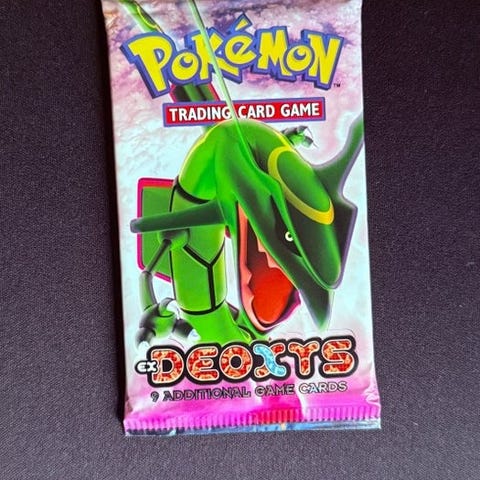 POKéMON
TRADING CARD GAME
EX DEOXYS
9 ADDITIONAL GAME CARDS